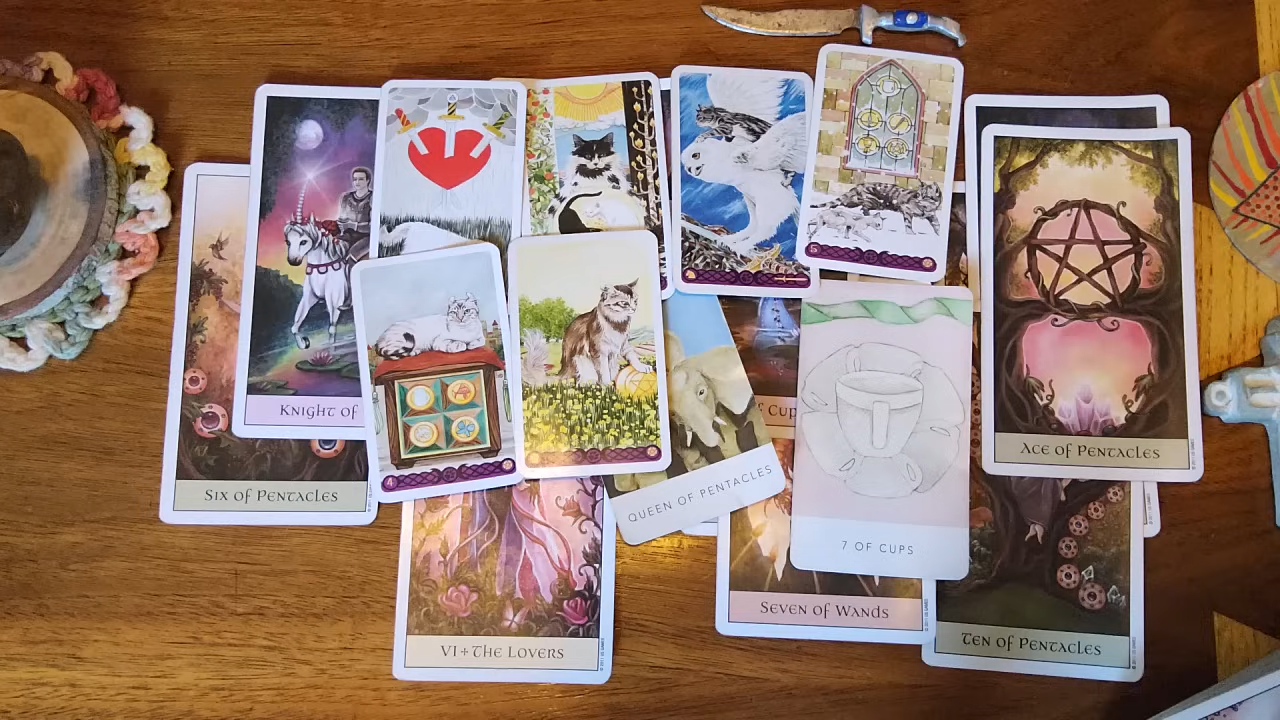 Six of Pentacles
Knight of
4
VI + The Lovers
Queen of Pentacles
f Cup
Seven of Wands
7 of Cups
Ten of Pentacles
Ace of Pentacles